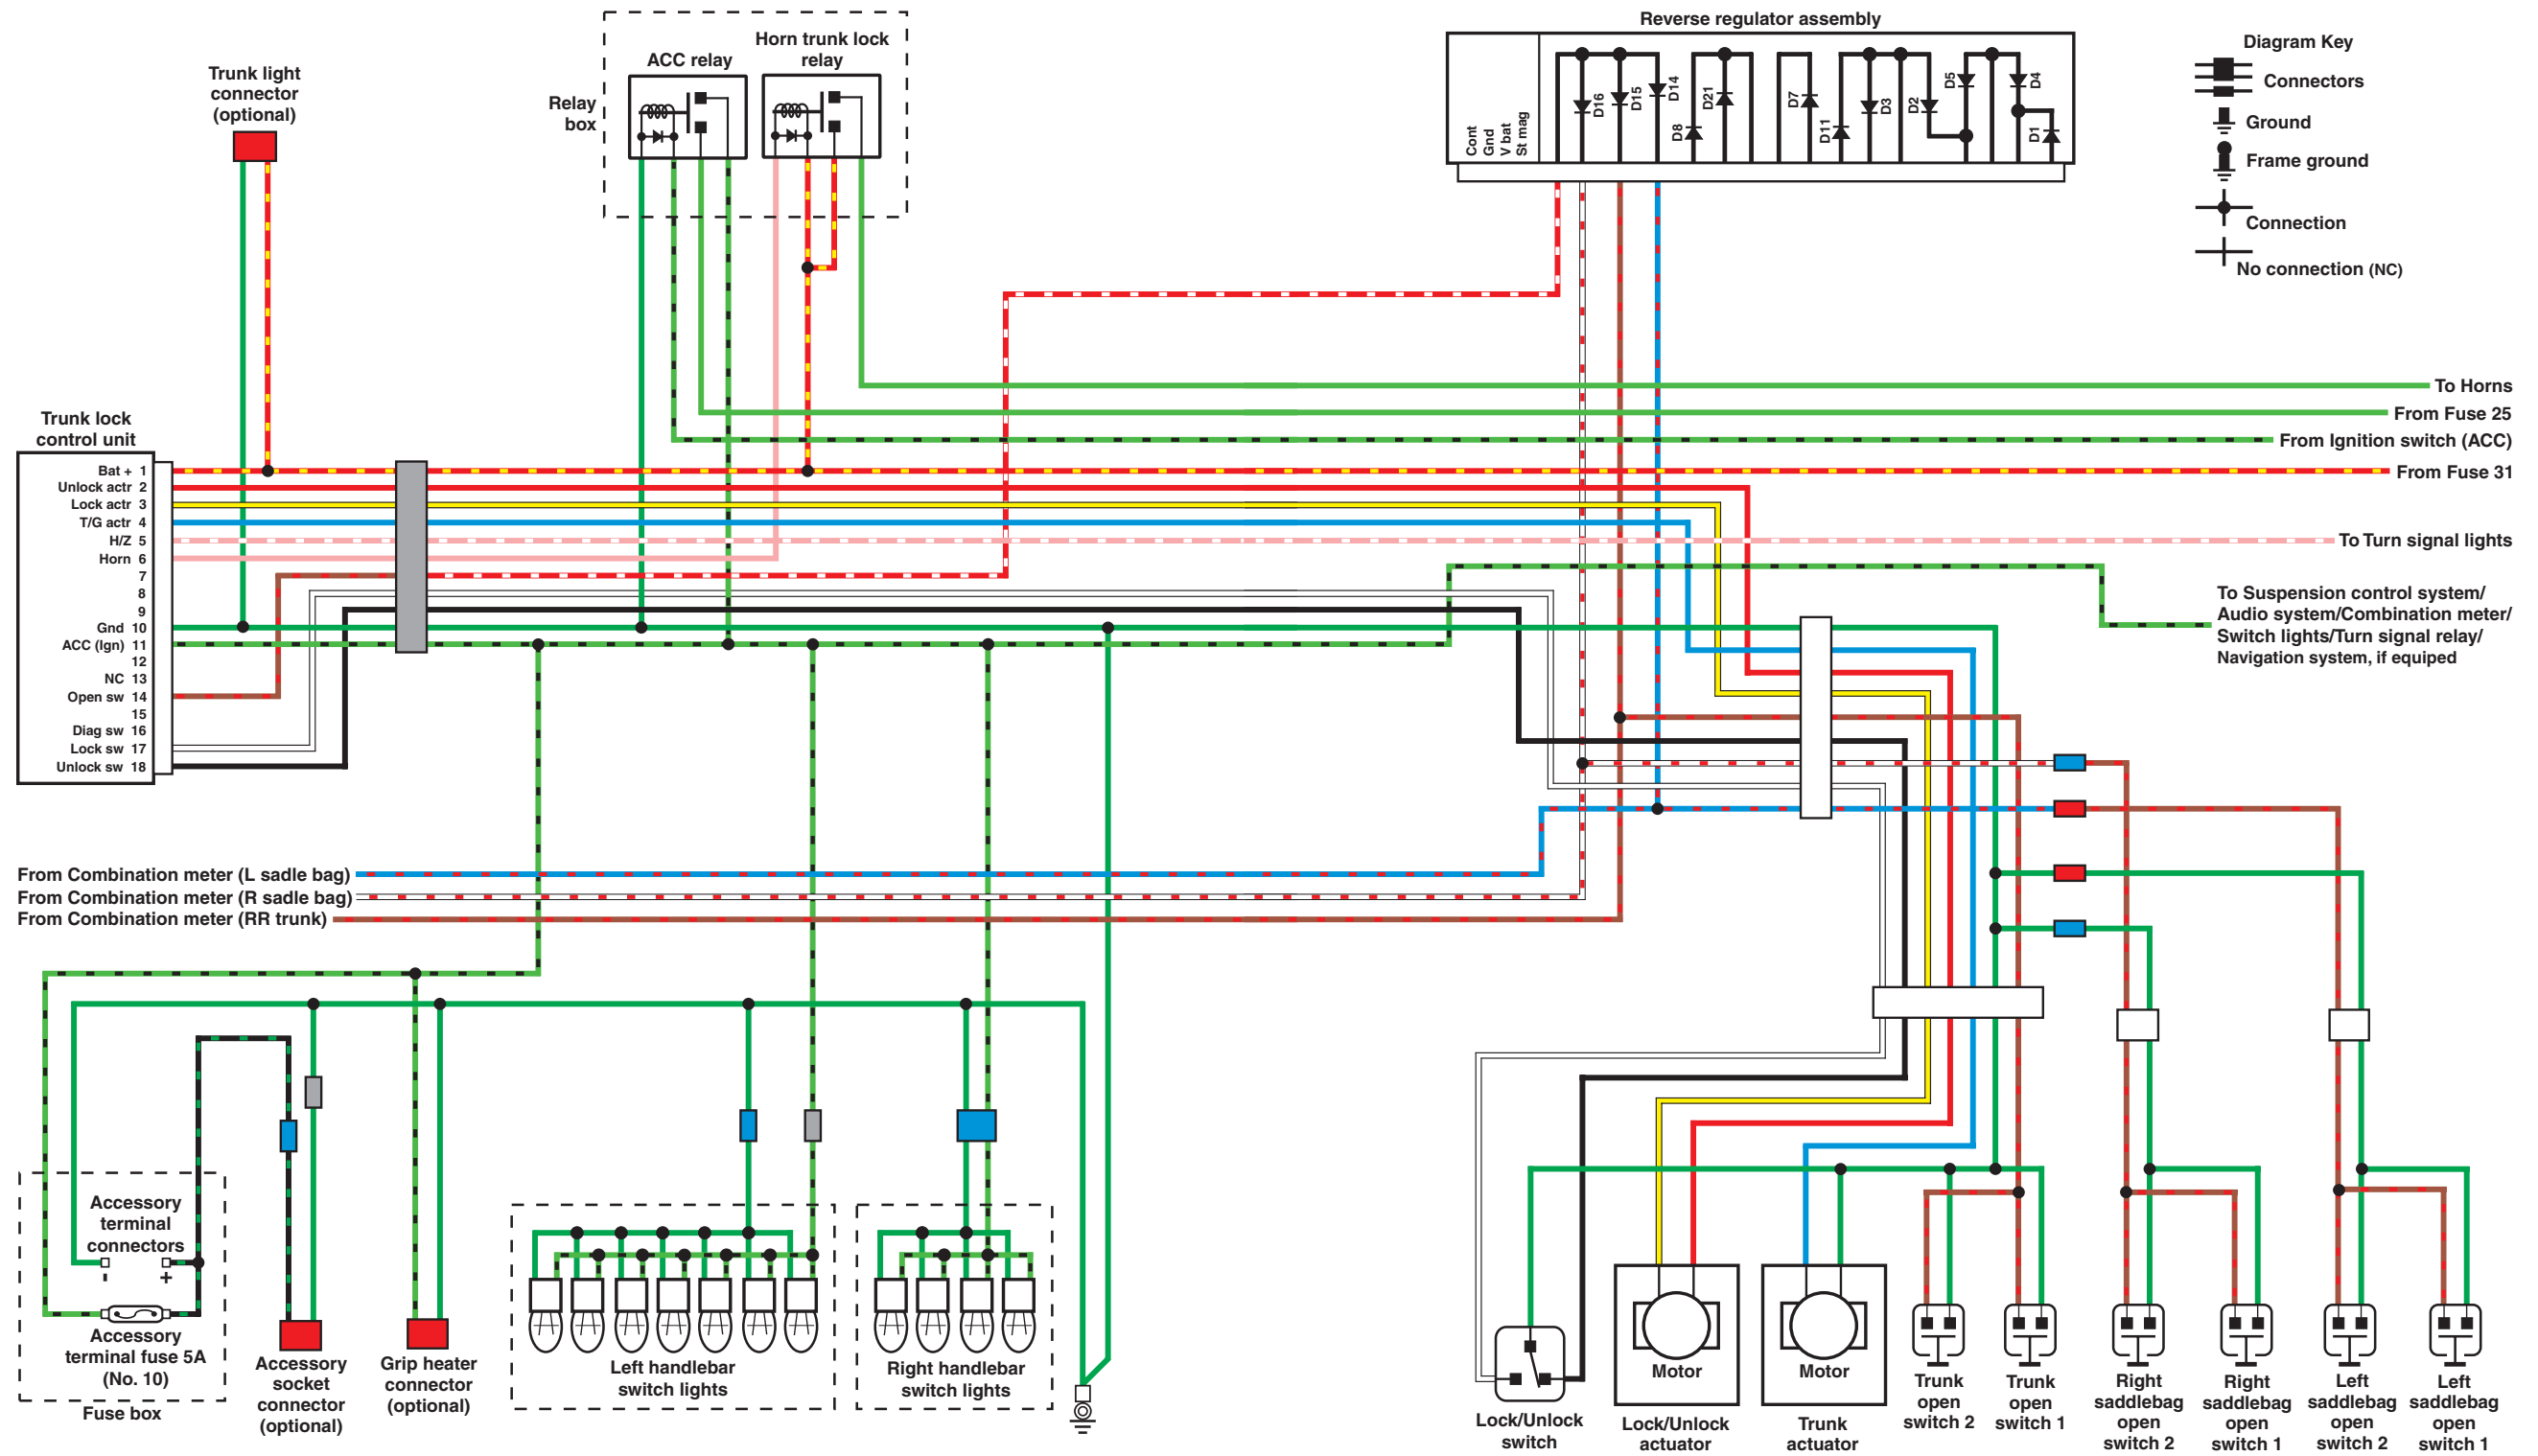 Reverse regulator assembly
Diagram Key
Connectors
Ground
Frame ground
Connection
No connection (NC)
Trunk light
connector
(optional)
Relay
box
ACC relay
Horn trunk lock
relay
Cont
Gnd
V bat
St mag
D16
D15
D14
D8
D21
D7
D11
D3
D2
D5
D4
D1
To Horns
From Fuse 25
From Ignition switch (ACC)
From Fuse 31
To Turn signal lights
To Suspension control system/
Audio system/Combination meter/
Switch lights/Turn signal relay/
Navigation system, if equiped
Trunk lock
control unit
Bat + 1
Unlock actr 2
Lock actr 3
T/G actr 4
H/Z 5
Horn 6
7
8
9
Gnd 10
ACC (Ign) 11
12
NC 13
Open sw 14
15
Diag sw 16
Lock sw 17
Unlock sw 18
From Combination meter (L sadle bag)
From Combination meter (R sadle bag)
From Combination meter (RR trunk)
Accessory
terminal
connectors
- +
Accessory
terminal fuse 5A
(No. 10)
Fuse box
Accessory
socket
connector
(optional)
Grip heater
connector
(optional)
Left handlebar
switch lights
Right handlebar
switch lights
Lock/Unlock
switch
Motor
Lock/Unlock
actuator
Motor
Trunk
actuator
Trunk
open
switch 2
Trunk
open
switch 1
Right
saddlebag
open
switch 2
Right
saddlebag
open
switch 1
Left
saddlebag
open
switch 2
Left
saddlebag
open
switch 1